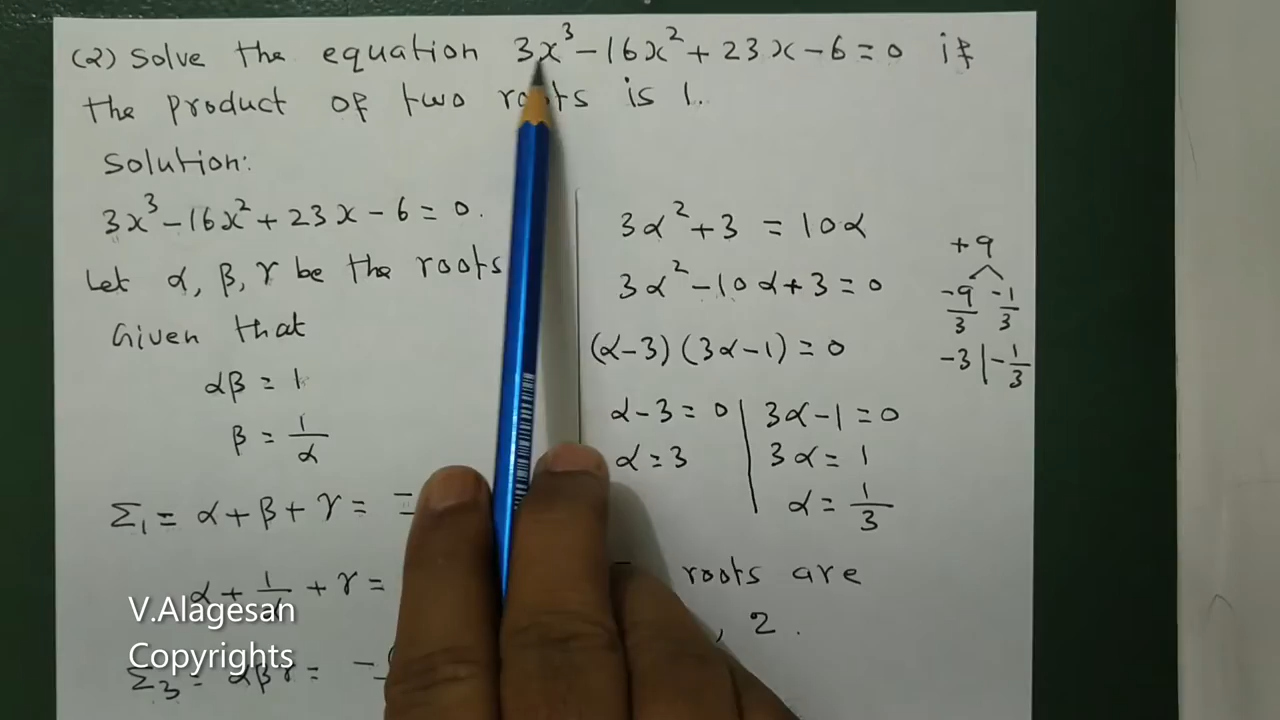 (2) Solve the equation 3x³ - 16x² + 23x - 6 = 0 if
the product of two roots is 1.
Solution:
3x³ - 16x² + 23x - 6 = 0.
Let α, β, γ be the roots
Given that
αβ = 1
β = 1/α
Σ₁ = α + β + γ = -
α + 1/α + γ =
Σ₃ = αβγ = -
3α² + 3 = 10α
3α² - 10α + 3 = 0
(α - 3) (3α - 1) = 0
α - 3 = 0 | 3α - 1 = 0
α = 3 | 3α = 1
α = 1/3
roots are
, 2.
+9
-9/3 -1/3
-3 | -1/3
V.Alagesan
Copyrights